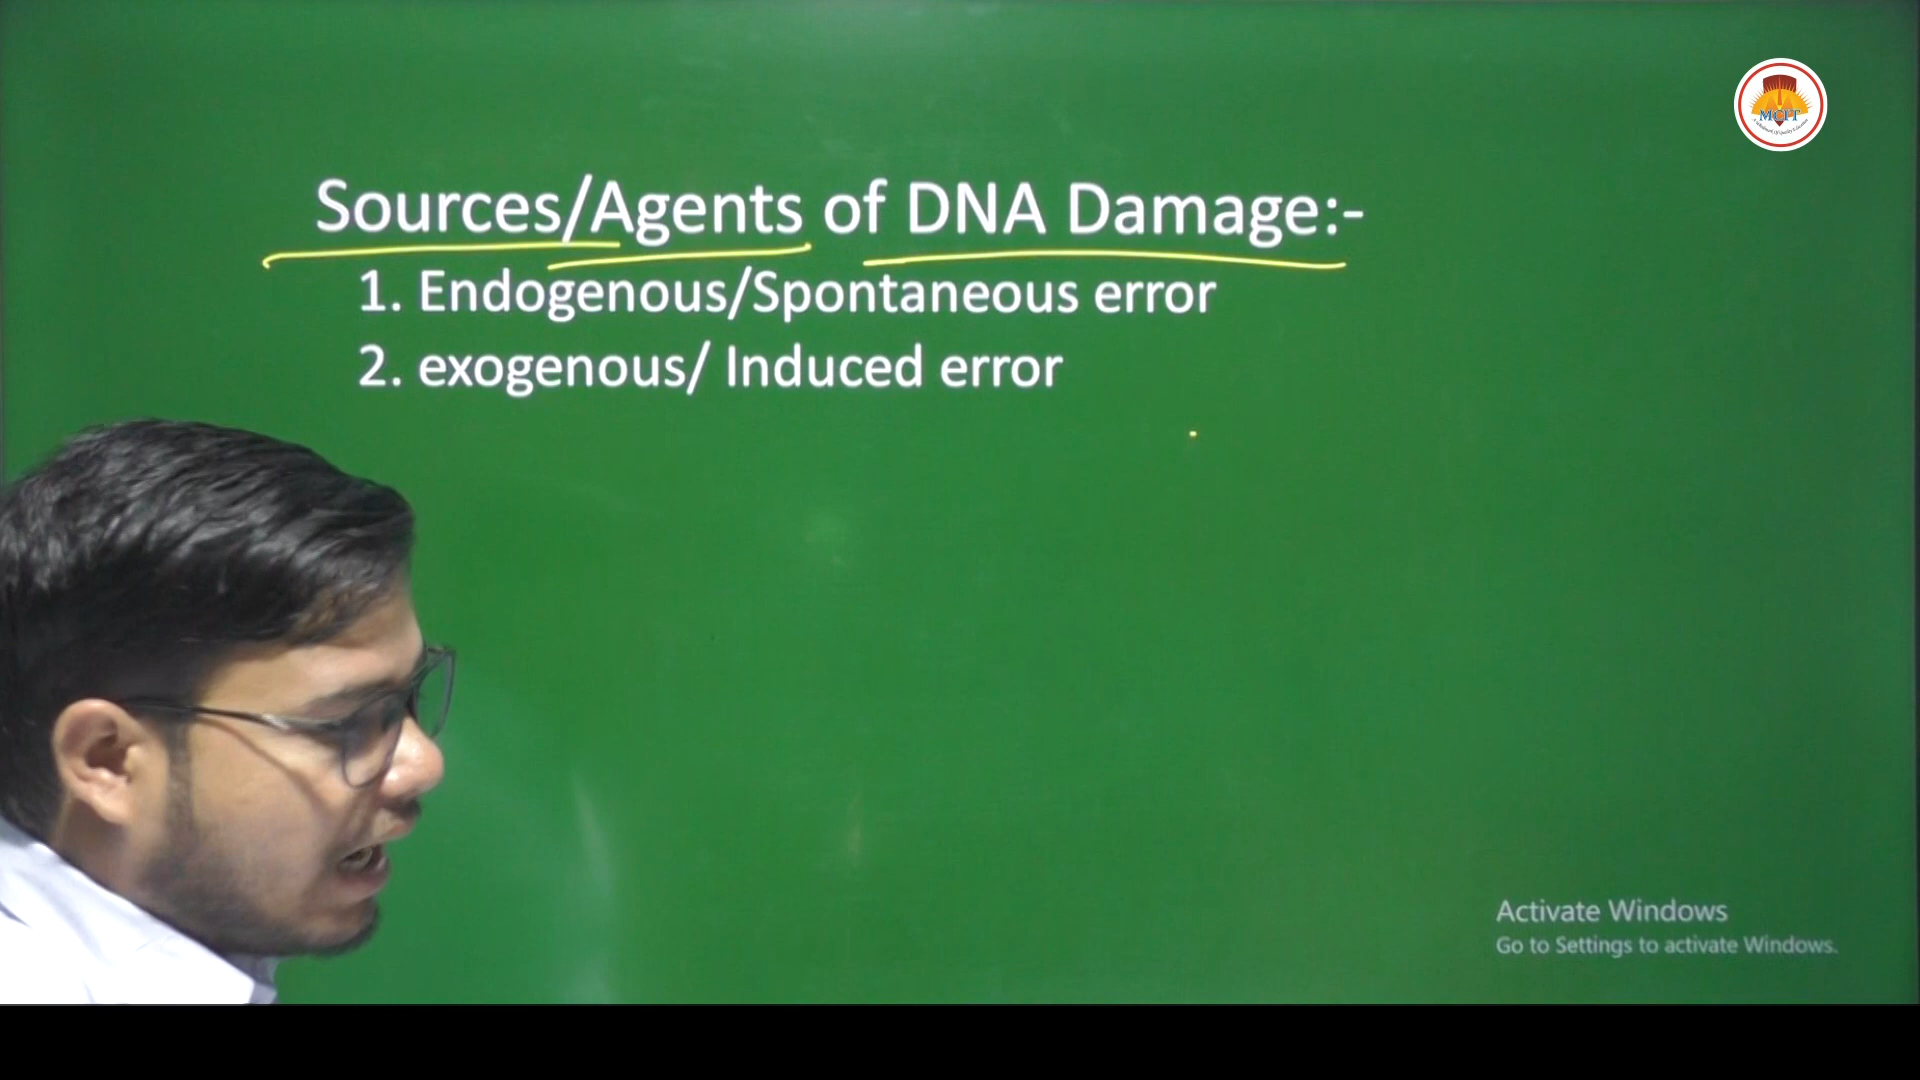 MCPT
Sources/Agents of DNA Damage:-
1. Endogenous/Spontaneous error
2. exogenous/ Induced error
Activate Windows
Go to Settings to activate Windows.